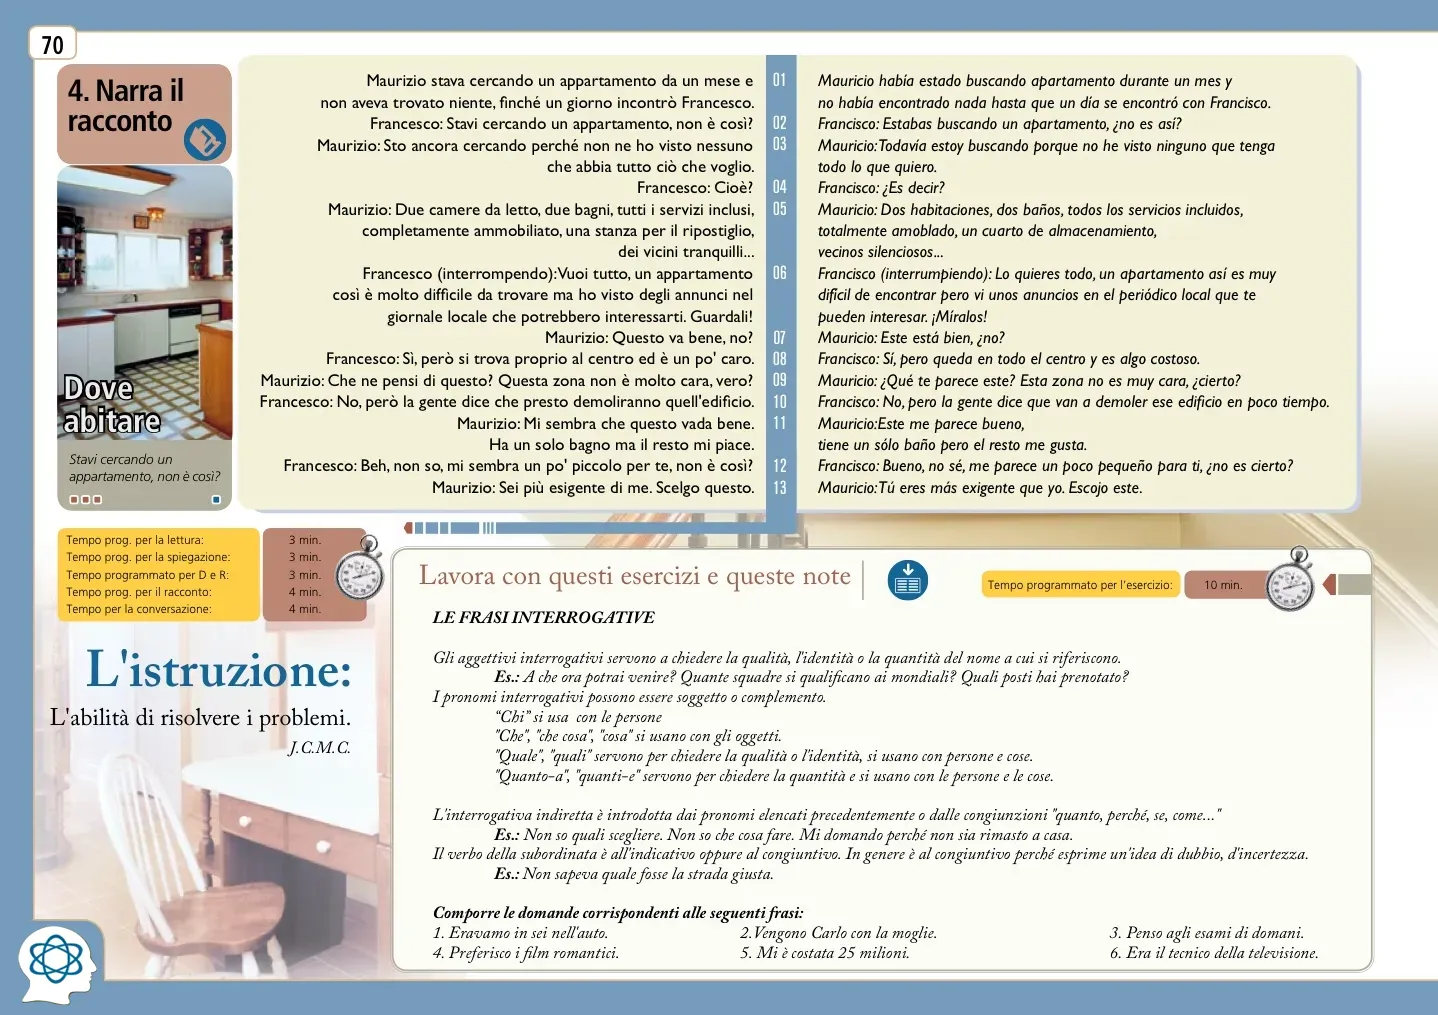 70
4. Narra il
racconto
Dove
abitare
Stavi cercando un
appartamento, non è così?
Maurizio stava cercando un appartamento da un mese e
non aveva trovato niente, finché un giorno incontrò Francesco.
Francesco: Stavi cercando un appartamento, non è così?
Maurizio: Sto ancora cercando perché non ne ho visto nessuno
che abbia tutto ciò che voglio.
Francesco: Cioè?
Maurizio: Due camere da letto, due bagni, tutti i servizi inclusi,
completamente ammobiliato, una stanza per il ripostiglio,
dei vicini tranquilli...
Francesco (interrompendo):Vuoi tutto, un appartamento
così è molto difficile da trovare ma ho visto degli annunci nel
giornale locale che potrebbero interessarti. Guardali!
Maurizio: Questo va bene, no?
Francesco: Sì, però si trova proprio al centro ed è un po' caro.
Maurizio: Che ne pensi di questo? Questa zona non è molto cara, vero?
Francesco: No, però la gente dice che presto demoliranno quell'edificio.
Maurizio: Mi sembra che questo vada bene.
Ha un solo bagno ma il resto mi piace.
Francesco: Beh, non so, mi sembra un po' piccolo per te, non è così?
Maurizio: Sei più esigente di me. Scelgo questo.
01
02
03
04
05
06
07
08
09
10
11
12
13
Mauricio había estado buscando apartamento durante un mes y
no había encontrado nada hasta que un día se encontró con Francisco.
Francisco: Estabas buscando un apartamento, ¿no es así?
Mauricio:Todavía estoy buscando porque no he visto ninguno que tenga
todo lo que quiero.
Francisco: ¿Es decir?
Mauricio: Dos habitaciones, dos baños, todos los servicios incluidos,
totalmente amoblado, un cuarto de almacenamiento,
vecinos silenciosos...
Francisco (interrumpiendo): Lo quieres todo, un apartamento así es muy
difícil de encontrar pero vi unos anuncios en el periódico local que te
pueden interesar. ¡Míralos!
Mauricio: Este está bien, ¿no?
Francisco: Sí, pero queda en todo el centro y es algo costoso.
Mauricio: ¿Qué te parece este? Esta zona no es muy cara, ¿cierto?
Francisco: No, pero la gente dice que van a demoler ese edificio en poco tiempo.
Mauricio:Este me parece bueno,
tiene un sólo baño pero el resto me gusta.
Francisco: Bueno, no sé, me parece un poco pequeño para ti, ¿no es cierto?
Mauricio:Tú eres más exigente que yo. Escojo este.
Tempo prog. per la lettura: 3 min.
Tempo prog. per la spiegazione: 3 min.
Tempo programmato per D e R: 3 min.
Tempo prog. per il racconto: 4 min.
Tempo per la conversazione: 4 min.
L'istruzione:
L'abilità di risolvere i problemi.
J.C.M.C.
Lavora con questi esercizi e queste note
Tempo programmato per l'esercizio: 10 min.
LE FRASI INTERROGATIVE
Gli aggettivi interrogativi servono a chiedere la qualità, l'identità o la quantità del nome a cui si riferiscono.
Es.: A che ora potrai venire? Quante squadre si qualificano ai mondiali? Quali posti hai prenotato?
I pronomi interrogativi possono essere soggetto o complemento.
“Chi” si usa con le persone
"Che", "che cosa", "cosa" si usano con gli oggetti.
"Quale", "quali" servono per chiedere la qualità o l'identità, si usano con persone e cose.
"Quanto-a", "quanti-e" servono per chiedere la quantità e si usano con le persone e le cose.
L'interrogativa indiretta è introdotta dai pronomi elencati precedentemente o dalle congiunzioni "quanto, perché, se, come..."
Es.: Non so quali scegliere. Non so che cosa fare. Mi domando perché non sia rimasto a casa.
Il verbo della subordinata è all'indicativo oppure al congiuntivo. In genere è al congiuntivo perché esprime un'idea di dubbio, d'incertezza.
Es.: Non sapeva quale fosse la strada giusta.
Comporre le domande corrispondenti alle seguenti frasi:
1. Eravamo in sei nell'auto. 2.Vengono Carlo con la moglie. 3. Penso agli esami di domani.
4. Preferisco i film romantici. 5. Mi è costata 25 milioni. 6. Era il tecnico della televisione.